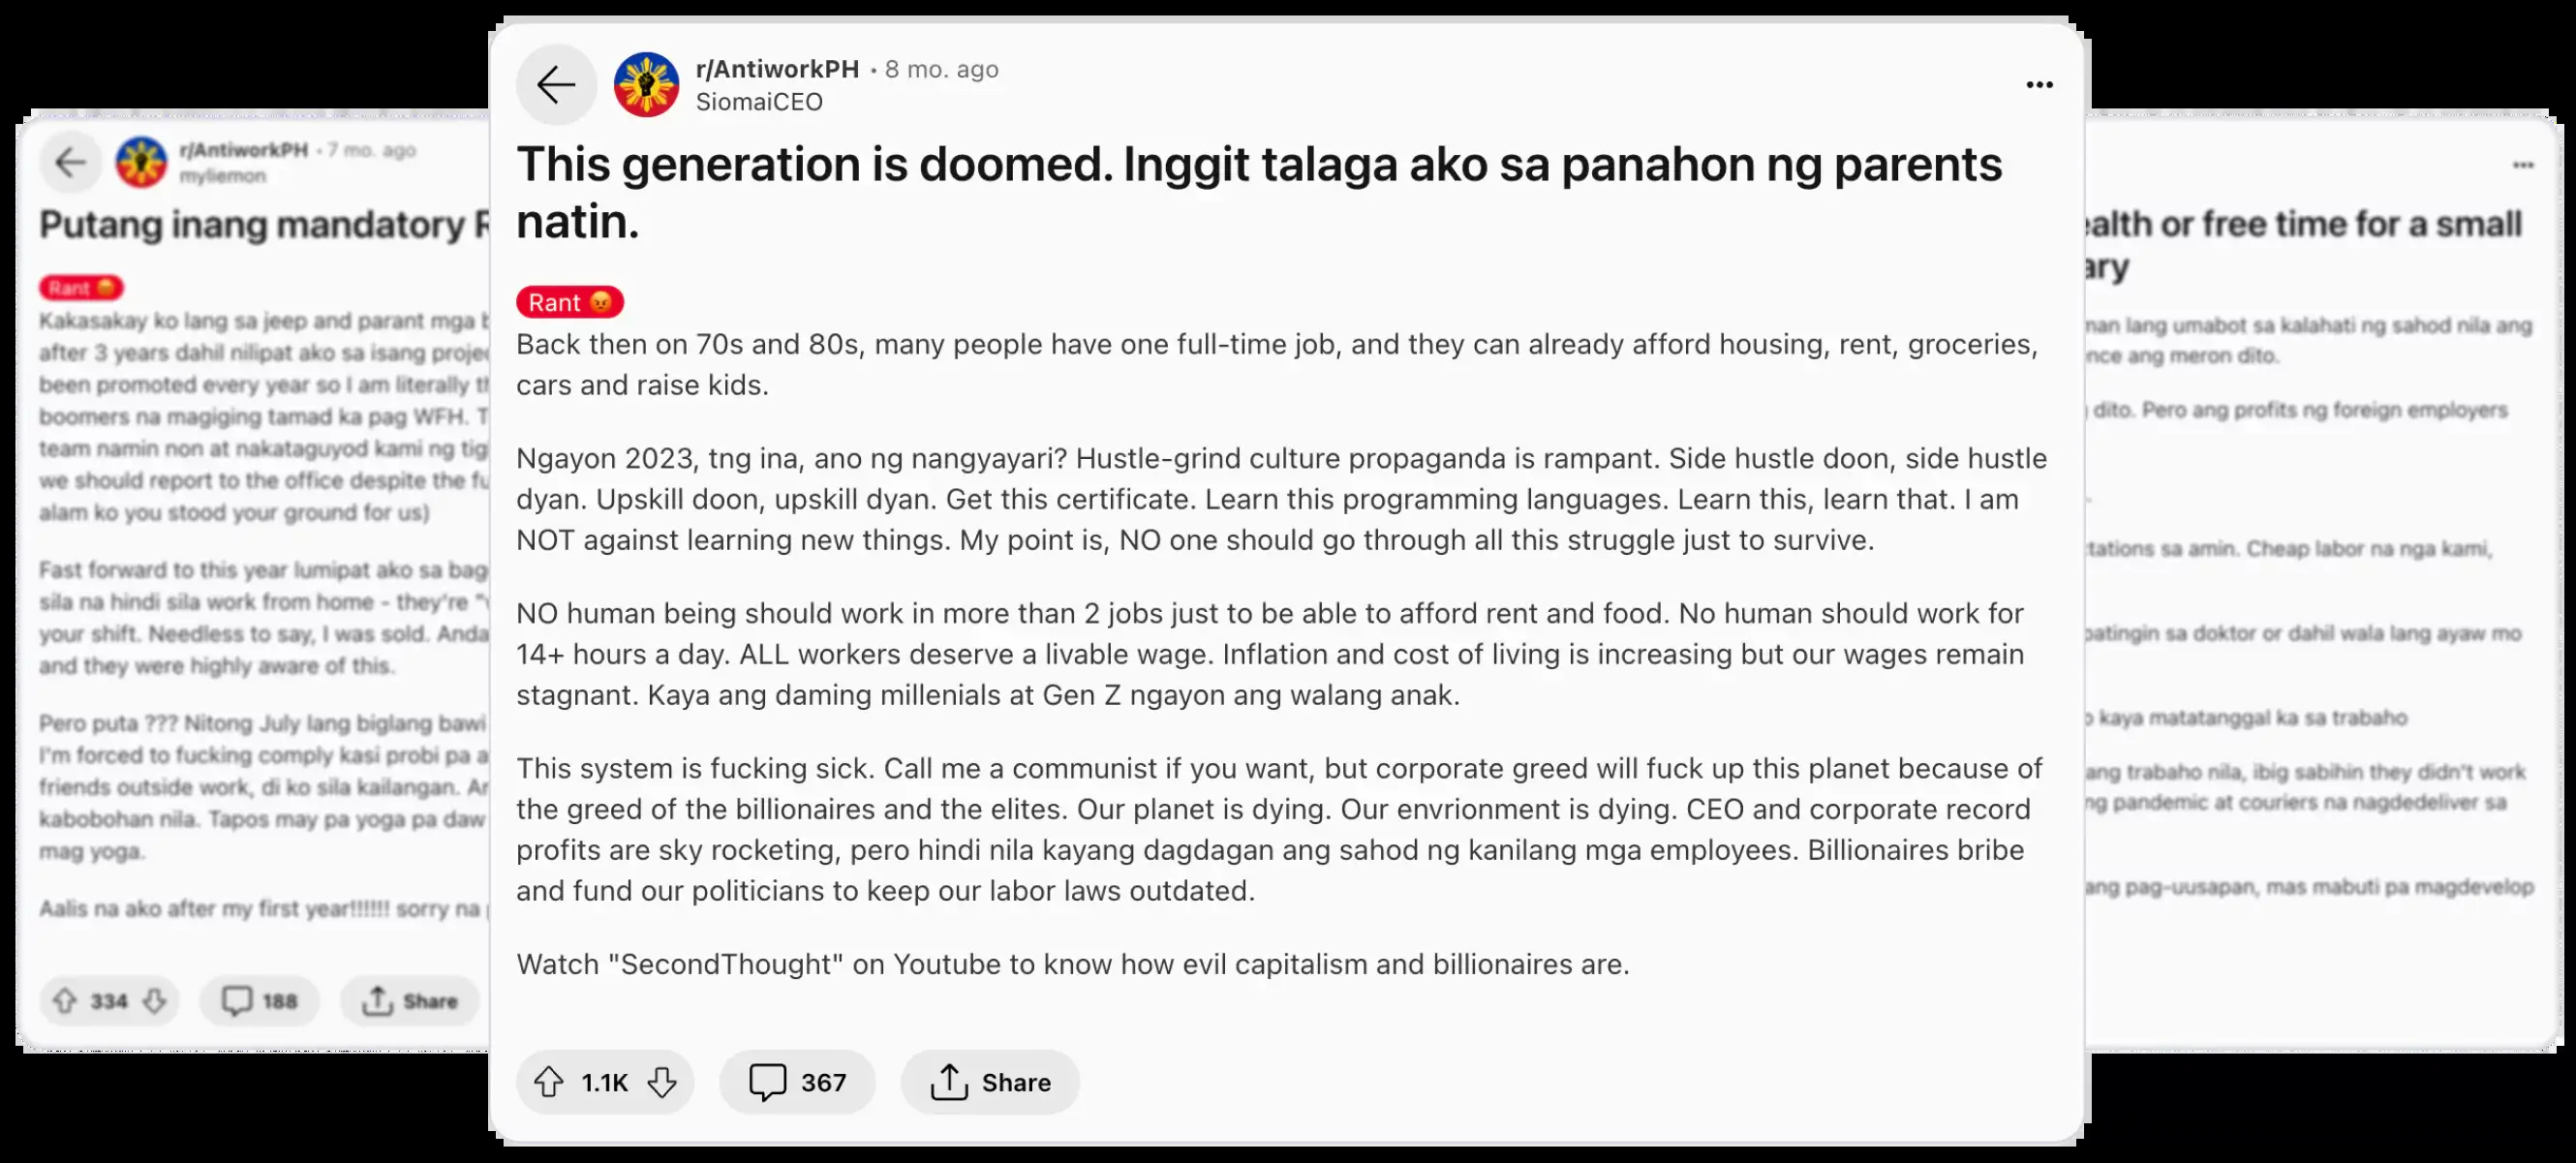 r/AntiworkPH • 7 mo. ago
myliemon
Putang inang mandatory
Rant 😡
Kakasakay ko lang sa jeep and parant mga
after 3 years dahil nilipat ako sa isang
been promoted every year so I am literally
boomers na magiging tamad ka pag WFH.
team namin non at nakataguyod kami ng
we should report to the office despite the
alam ko you stood your ground for us)
Fast forward to this year lumipat ako sa
sila na hindi sila work from home - they're
your shift. Needless to say, I was sold.
and they were highly aware of this.
Pero puta ??? Nitong July lang biglang bawi
I'm forced to fucking comply kasi probi pa
friends outside work, di ko sila kailangan.
kabobohan nila. Tapos may pa yoga pa daw
mag yoga.
Aalis na ako after my first year!!!!!! sorry na
334
188
Share
r/AntiworkPH • 8 mo. ago
SiomaiCEO
This generation is doomed. Inggit talaga ako sa panahon ng parents
natin.
Rant 😡
Back then on 70s and 80s, many people have one full-time job, and they can already afford housing, rent, groceries,
cars and raise kids.
Ngayon 2023, tng ina, ano ng nangyayari? Hustle-grind culture propaganda is rampant. Side hustle doon, side hustle
dyan. Upskill doon, upskill dyan. Get this certificate. Learn this programming languages. Learn this, learn that. I am
NOT against learning new things. My point is, NO one should go through all this struggle just to survive.
NO human being should work in more than 2 jobs just to be able to afford rent and food. No human should work for
14+ hours a day. ALL workers deserve a livable wage. Inflation and cost of living is increasing but our wages remain
stagnant. Kaya ang daming millenials at Gen Z ngayon ang walang anak.
This system is fucking sick. Call me a communist if you want, but corporate greed will fuck up this planet because of
the greed of the billionaires and the elites. Our planet is dying. Our envrionment is dying. CEO and corporate record
profits are sky rocketing, pero hindi nila kayang dagdagan ang sahod ng kanilang mga employees. Billionaires bribe
and fund our politicians to keep our labor laws outdated.
Watch "SecondThought" on Youtube to know how evil capitalism and billionaires are.
1.1K
367
Share
or free time for a small
lang umabot sa kalahati ng sahod nila ang
ang meron dito.
dito. Pero ang profits ng foreign employers
sa amin. Cheap labor na nga kami,
sa doktor or dahil wala lang ayaw mo
kaya matatanggal ka sa trabaho
ang trabaho nila, ibig sabihin they didn't work
pandemic at couriers na nagdedeliver sa
ang pag-uusapan, mas mabuti pa magdevelop